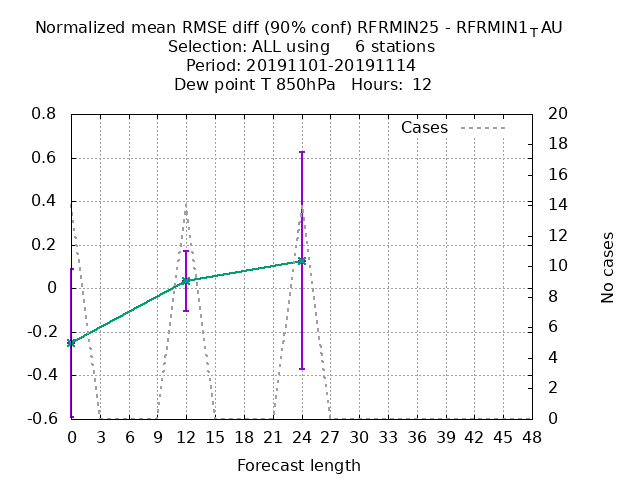 Normalized mean RMSE diff (90% conf) RFRMIN25 - RFRMIN1TAU
Selection: ALL using     6 stations
Period: 20191101-20191114
Dew point T 850hPa   Hours: 12
Cases
0.8
0.6
0.4
0.2
0
-0.2
-0.4
-0.6
20
18
16
14
12
10
8
6
4
2
0
No cases
0 3 6 9 12 15 18 21 24 27 30 33 36 39 42 45 48
Forecast length